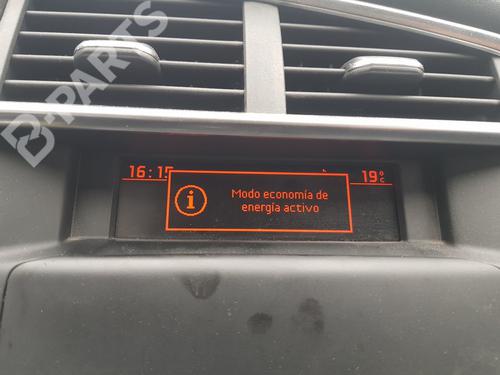 B-PARTS
16:15
19°C
i
Modo economía de
energía activo